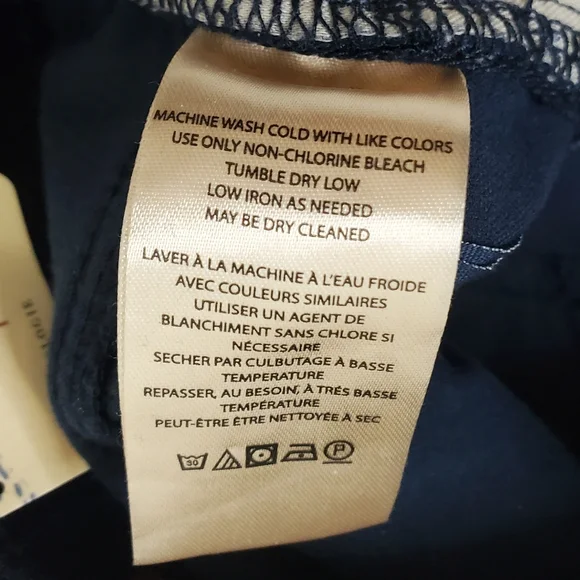 MACHINE WASH COLD WITH LIKE COLORS
USE ONLY NON-CHLORINE BLEACH
TUMBLE DRY LOW
LOW IRON AS NEEDED
MAY BE DRY CLEANED
LAVER À LA MACHINE À L'EAU FROIDE
AVEC COULEURS SIMILAIRES
UTILISER UN AGENT DE
BLANCHIMENT SANS CHLORE SI
NÉCESSAIRE
SECHER PAR CULBUTAGE À BASSE
TEMPERATURE
REPASSER, AU BESOIN, À TRÉS BASSE
TEMPÉRATURE
PEUT-ÊTRE ÊTRE NETTOYÉE À SEC
30 P